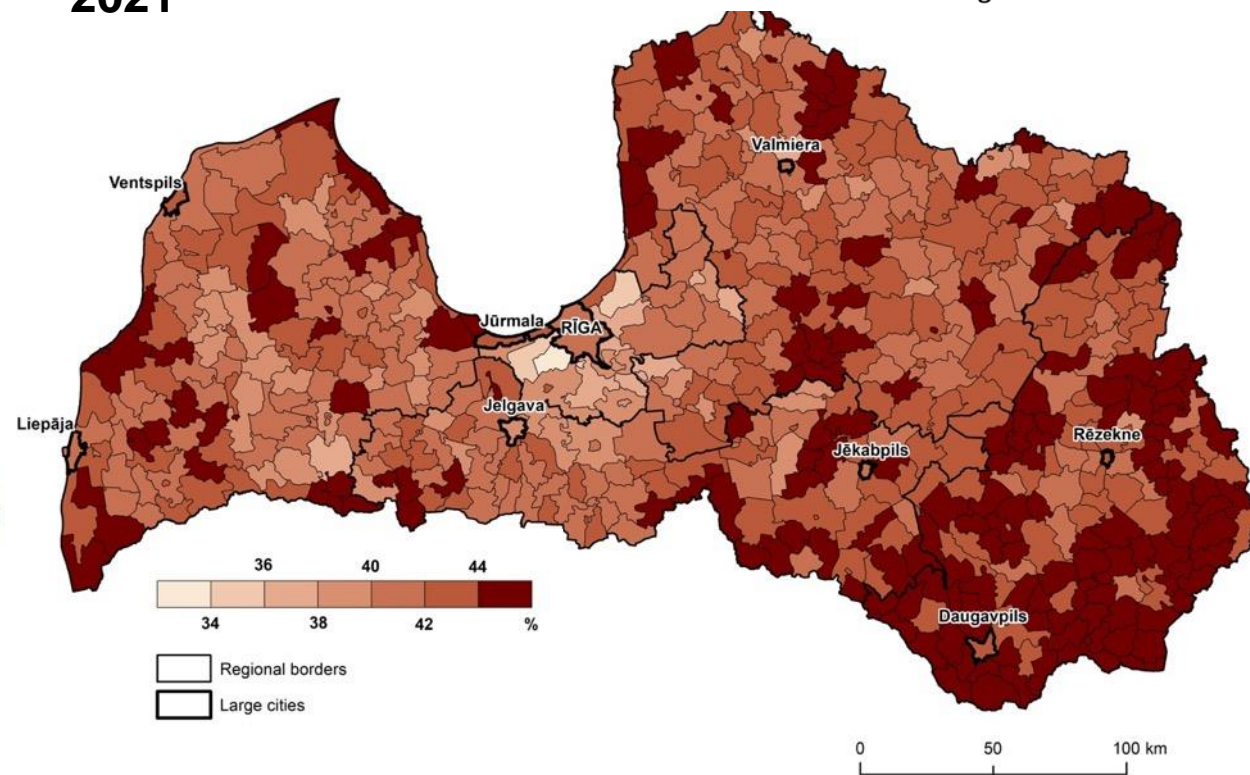 2021
Ventspils
Valmiera
Jūrmala
RĪGA
Jelgava
Liepāja
Rēzekne
Jēkabpils
Daugavpils
36 40 44
34 38 42 %
Regional borders
Large cities
0 50 100 km